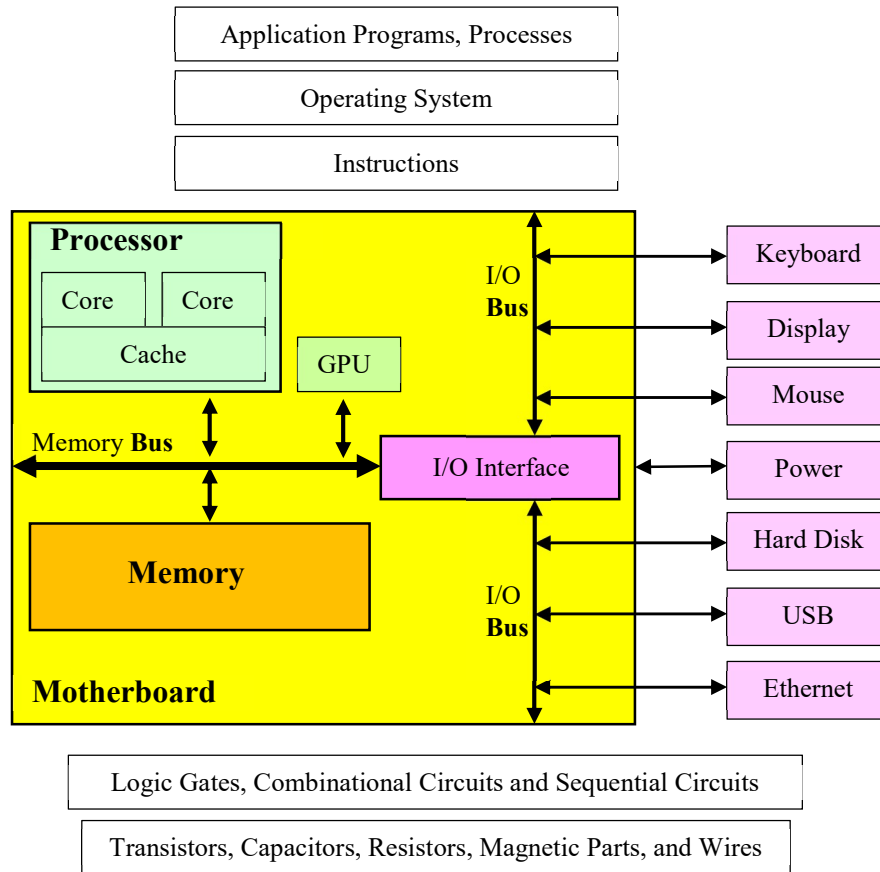 Application Programs, Processes
Operating System
Instructions
Processor
Core
Core
Cache
GPU
Memory Bus
I/O
Bus
I/O Interface
Memory
I/O
Bus
Motherboard
Keyboard
Display
Mouse
Power
Hard Disk
USB
Ethernet
Logic Gates, Combinational Circuits and Sequential Circuits
Transistors, Capacitors, Resistors, Magnetic Parts, and Wires